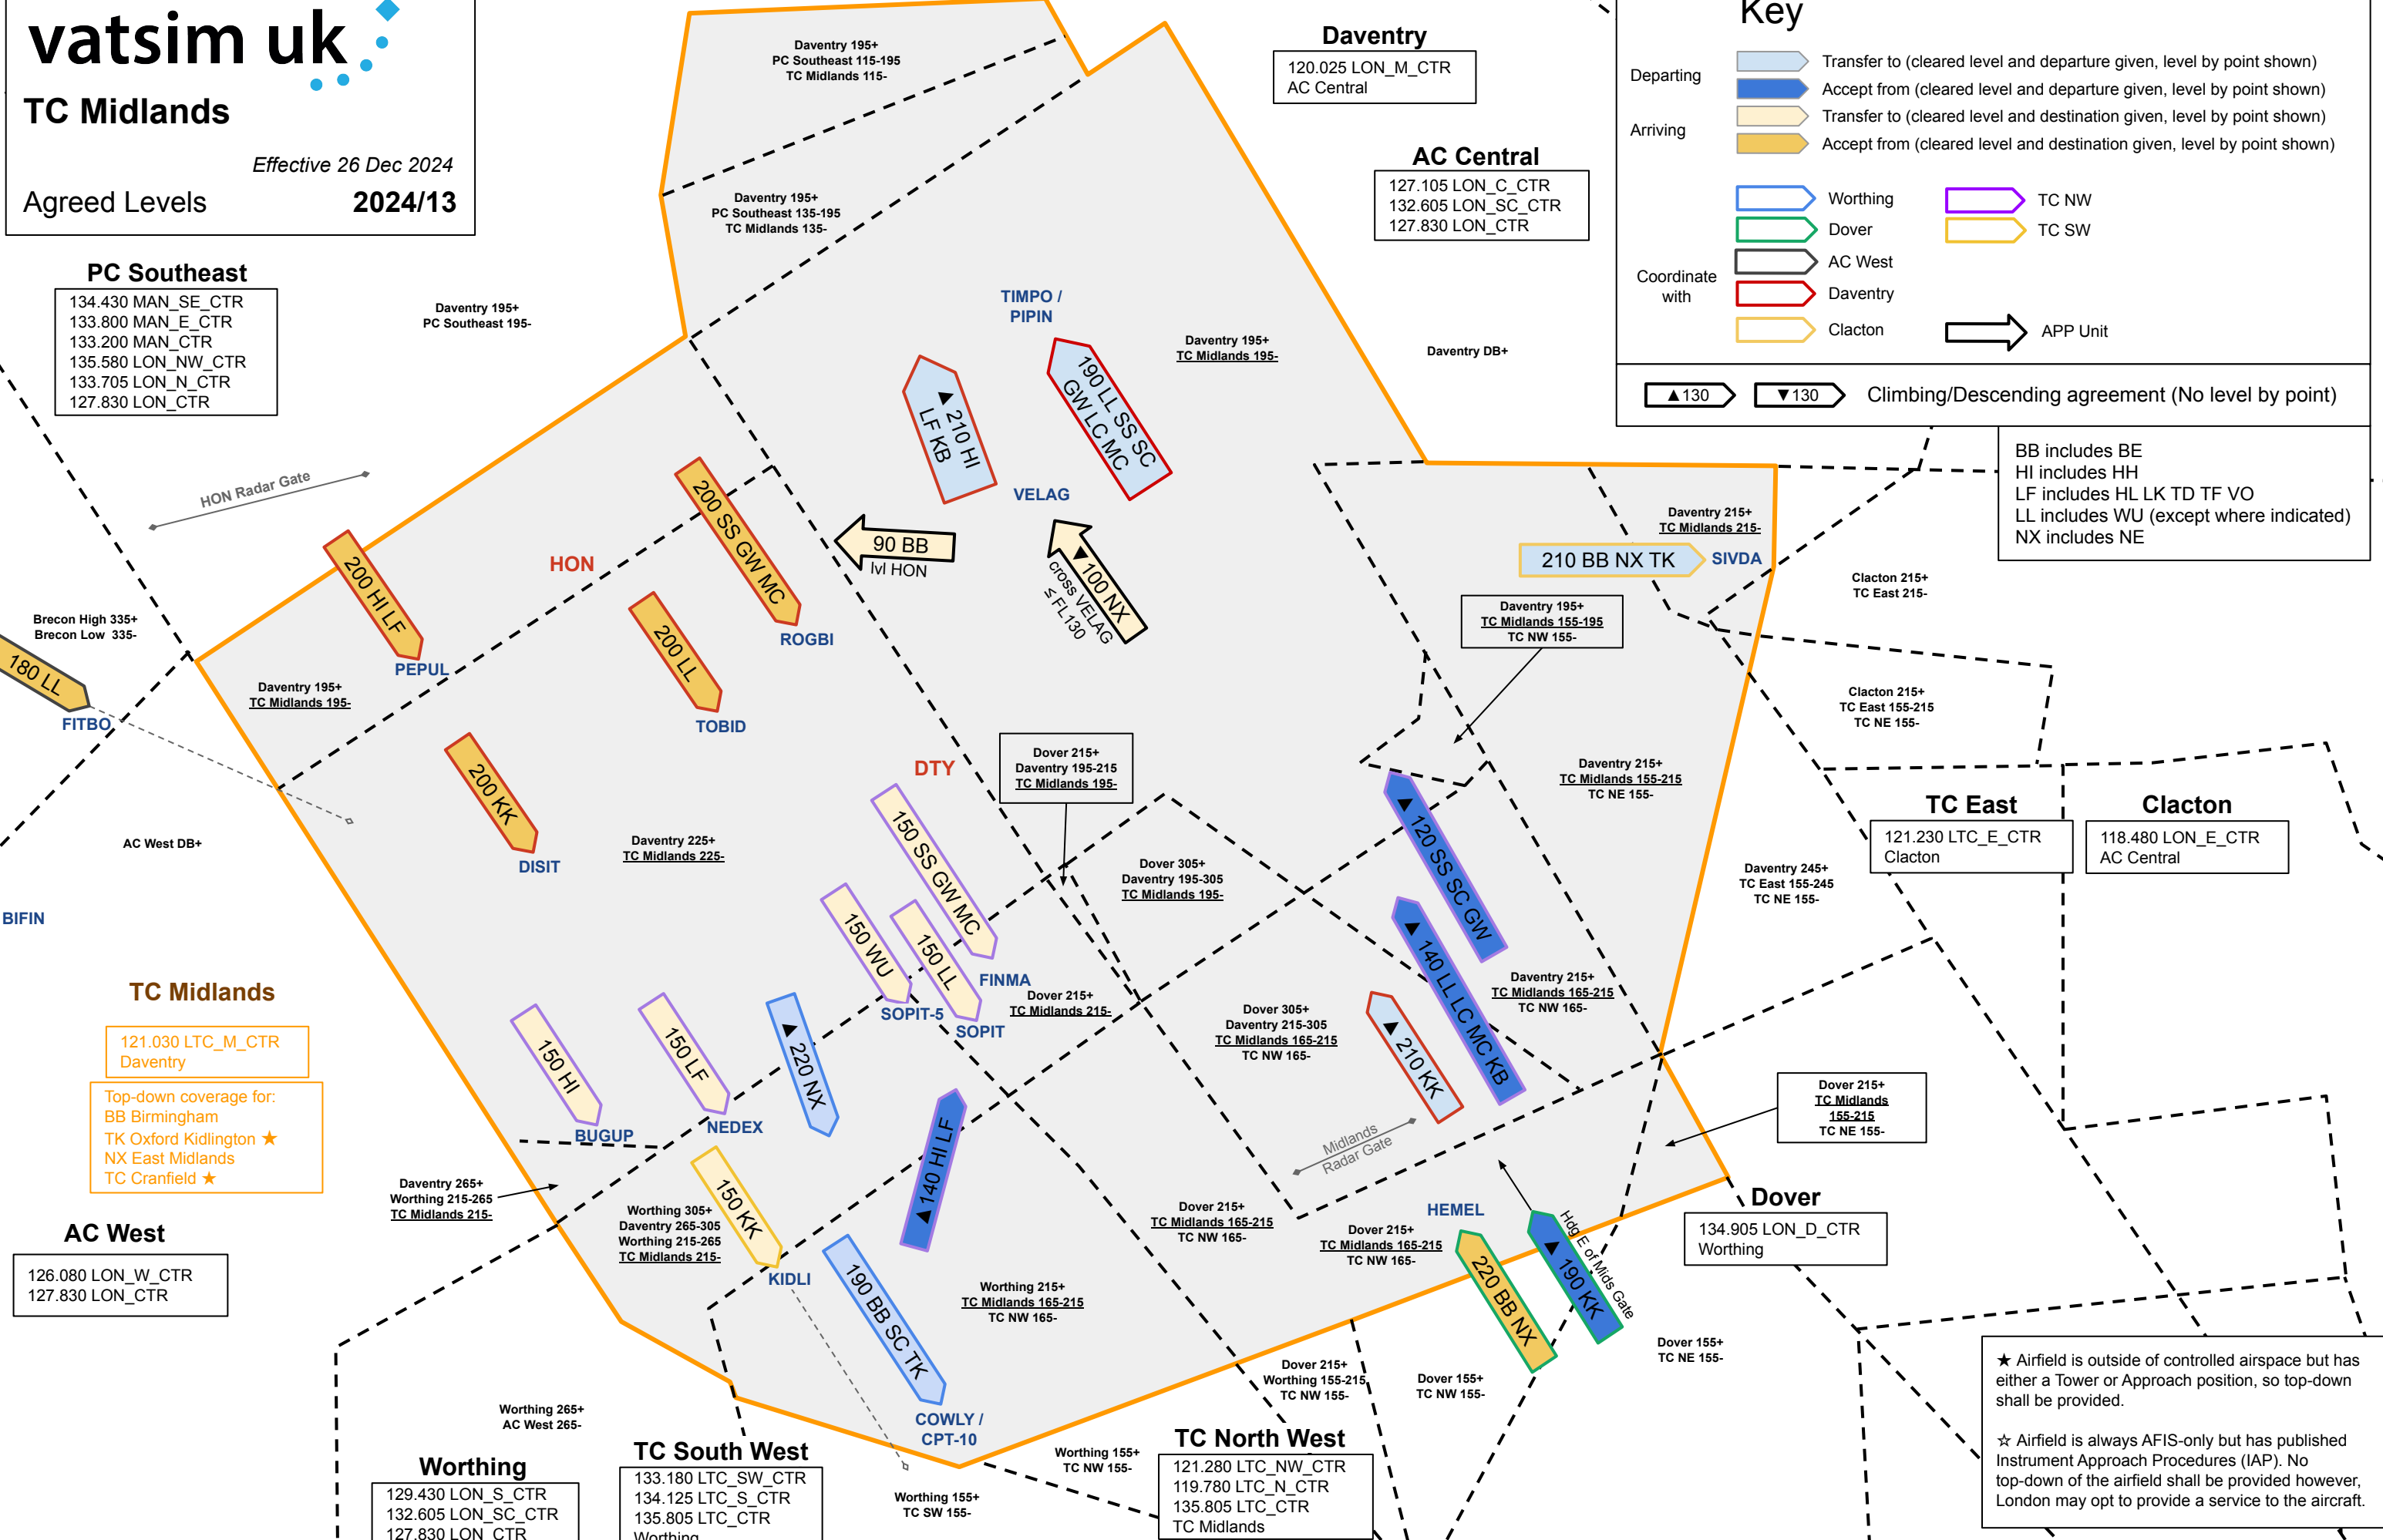 vatsim uk
TC Midlands
Effective 26 Dec 2024
Agreed Levels 2024/13
PC Southeast
134.430 MAN_SE_CTR
133.800 MAN_E_CTR
133.200 MAN_CTR
135.580 LON_NW_CTR
133.705 LON_N_CTR
127.830 LON_CTR
Daventry 195+
PC Southeast 115-195
TC Midlands 115-
Daventry 195+
PC Southeast 135-195
TC Midlands 135-
Daventry 195+
PC Southeast 195-
Daventry
120.025 LON_M_CTR
AC Central
AC Central
127.105 LON_C_CTR
132.605 LON_SC_CTR
127.830 LON_CTR
Key
Departing
Transfer to (cleared level and departure given, level by point shown)
Accept from (cleared level and departure given, level by point shown)
Arriving
Transfer to (cleared level and destination given, level by point shown)
Accept from (cleared level and destination given, level by point shown)
Coordinate
with
Worthing
Dover
AC West
Daventry
Clacton
TC NW
TC SW
APP Unit
▲130 ▼130 Climbing/Descending agreement (No level by point)
BB includes BE
HI includes HH
LF includes HL LK TD TF VO
LL includes WU (except where indicated)
NX includes NE
TIMPO /
PIPIN
Daventry 195+
TC Midlands 195-
Daventry DB+
▲210 HI
LF KB
190 LL SS SC
GW LC MC
VELAG
HON Radar Gate
200 HI LF
PEPUL
HON
200 SS GW MC
ROGBI
90 BB
lvl HON
▼100 NX
cross VELAG
≤ FL130
Daventry 215+
TC Midlands 215-
210 BB NX TK
SIVDA
Clacton 215+
TC East 215-
Daventry 195+
TC Midlands 155-195
TC NW 155-
Brecon High 335+
Brecon Low 335-
180 LL
FITBO
Daventry 195+
TC Midlands 195-
200 LL
TOBID
Clacton 215+
TC East 155-215
TC NE 155-
200 KK
DISIT
DTY
Dover 215+
Daventry 195-215
TC Midlands 195-
Daventry 215+
TC Midlands 155-215
TC NE 155-
TC East
121.230 LTC_E_CTR
Clacton
Clacton
118.480 LON_E_CTR
AC Central
AC West DB+
Daventry 225+
TC Midlands 225-
150 SS GW MC
FINMA
Dover 305+
Daventry 195-305
TC Midlands 195-
▲120 SS SC GW
Daventry 245+
TC East 155-245
TC NE 155-
BIFIN
150 WU
SOPIT-5
150 LL
SOPIT
Dover 215+
TC Midlands 215-
▲140 LL LC MC KB
Daventry 215+
TC Midlands 165-215
TC NW 165-
TC Midlands
121.030 LTC_M_CTR
Daventry
Top-down coverage for:
BB Birmingham
TK Oxford Kidlington ★
NX East Midlands
TC Cranfield ★
150 HI
BUGUP
150 LF
NEDEX
▲220 NX
Dover 305+
Daventry 215-305
TC Midlands 165-215
TC NW 165-
▲210 KK
Midlands
Radar Gate
Dover 215+
TC Midlands
155-215
TC NE 155-
Daventry 265+
Worthing 215-265
TC Midlands 215-
Worthing 305+
Daventry 265-305
Worthing 215-265
TC Midlands 215-
150 KK
KIDLI
▲140 HI LF
Dover 215+
TC Midlands 165-215
TC NW 165-
Dover 215+
TC Midlands 165-215
TC NW 165-
HEMEL
220 BB NX
▲190 KK
Hdg E of Mids Gate
Dover
134.905 LON_D_CTR
Worthing
AC West
126.080 LON_W_CTR
127.830 LON_CTR
190 BB SC TK
COWLY /
CPT-10
Worthing 215+
TC Midlands 165-215
TC NW 165-
Dover 215+
Worthing 155-215
TC NW 155-
Dover 155+
TC NW 155-
Dover 155+
TC NE 155-
Worthing 265+
AC West 265-
Worthing
129.430 LON_S_CTR
132.605 LON_SC_CTR
127.830 LON_CTR
TC South West
133.180 LTC_SW_CTR
134.125 LTC_S_CTR
135.805 LTC_CTR
Worthing
Worthing 155+
TC SW 155-
Worthing 155+
TC NW 155-
TC North West
121.280 LTC_NW_CTR
119.780 LTC_N_CTR
135.805 LTC_CTR
TC Midlands
★ Airfield is outside of controlled airspace but has
either a Tower or Approach position, so top-down
shall be provided.
☆ Airfield is always AFIS-only but has published
Instrument Approach Procedures (IAP). No
top-down of the airfield shall be provided however,
London may opt to provide a service to the aircraft.